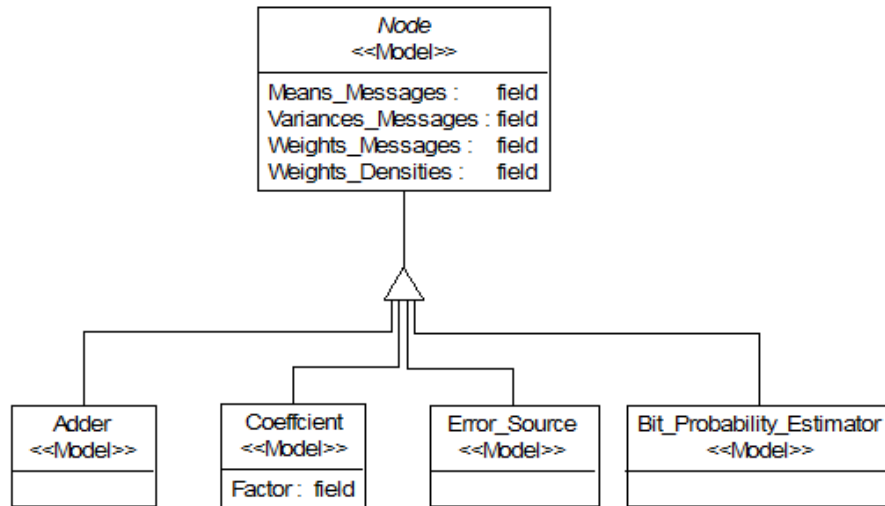 Node
<<Model>>
Means_Messages : field
Variances_Messages : field
Weights_Messages : field
Weights_Densities : field
Adder
<<Model>>
Coeffcient
<<Model>>
Factor : field
Error_Source
<<Model>>
Bit_Probability_Estimator
<<Model>>